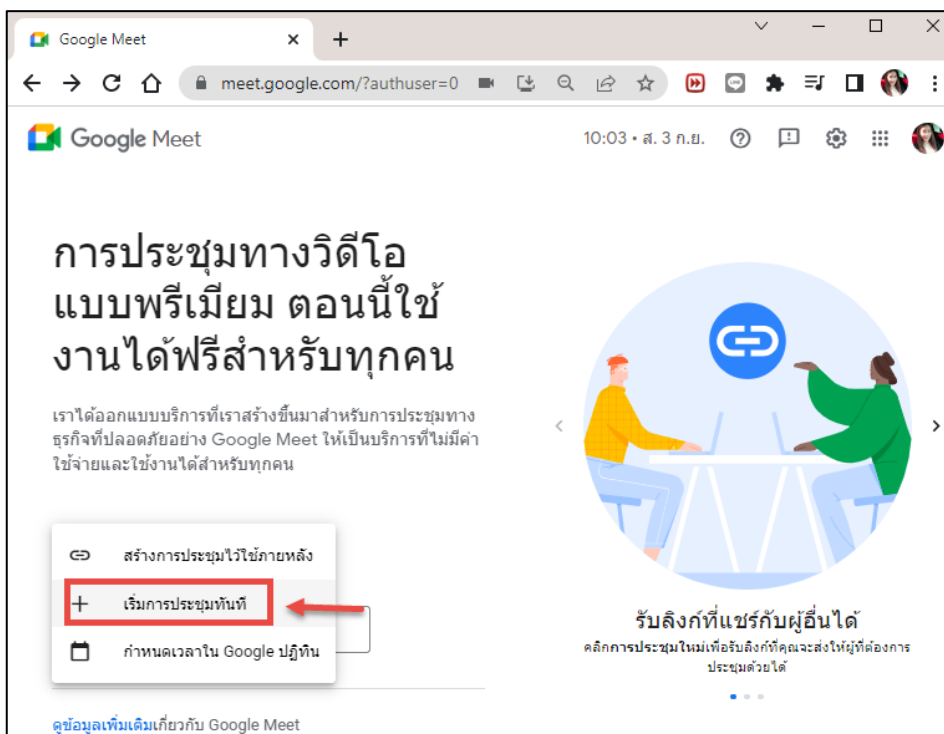 Google Meet
meet.google.com/?authuser=0
Google Meet
10:03 • ส. 3 ก.ย.
การประชุมทางวิดีโอ
แบบพรีเมียม ตอนนี้ใช้
งานได้ฟรีสำหรับทุกคน
เราได้ออกแบบบริการที่เราสร้างขึ้นมาสำหรับการประชุมทาง
ธุรกิจที่ปลอดภัยอย่าง Google Meet ให้เป็นบริการที่ไม่มีค่า
ใช้จ่ายและใช้งานได้สำหรับทุกคน
สร้างการประชุมไว้ใช้ภายหลัง
เริ่มการประชุมทันที
กำหนดเวลาใน Google ปฏิทิน
ดูข้อมูลเพิ่มเติมเกี่ยวกับ Google Meet
รับลิงก์ที่แชร์กับผู้อื่นได้
คลิกการประชุมใหม่เพื่อรับลิงก์ที่คุณจะส่งให้ผู้ที่ต้องการ
ประชุมด้วยได้